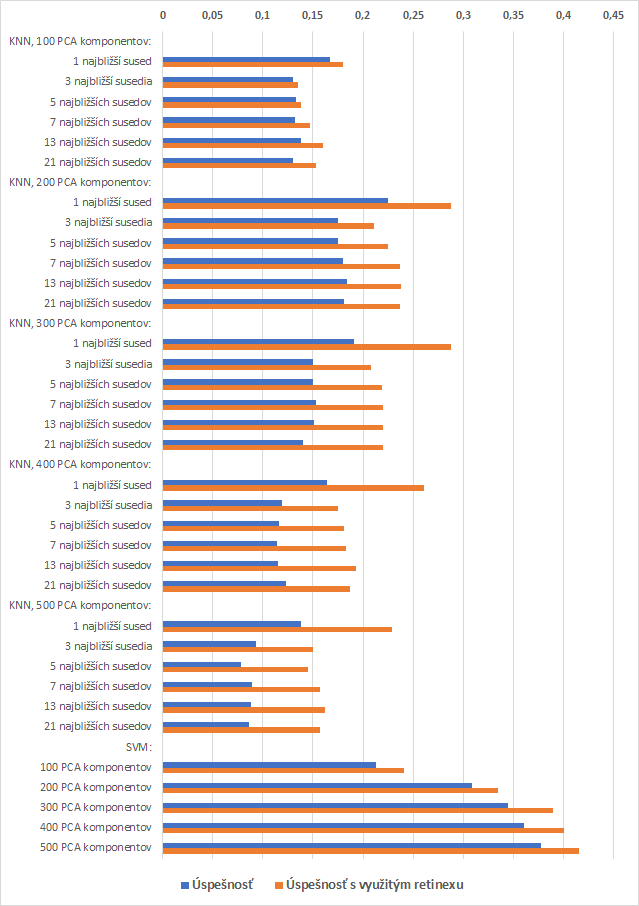 0 0,05 0,1 0,15 0,2 0,25 0,3 0,35 0,4 0,45
KNN, 100 PCA komponentov:
1 najbližší sused
3 najbližší susedia
5 najbližších susedov
7 najbližších susedov
13 najbližších susedov
21 najbližších susedov
KNN, 200 PCA komponentov:
1 najbližší sused
3 najbližší susedia
5 najbližších susedov
7 najbližších susedov
13 najbližších susedov
21 najbližších susedov
KNN, 300 PCA komponentov:
1 najbližší sused
3 najbližší susedia
5 najbližších susedov
7 najbližších susedov
13 najbližších susedov
21 najbližších susedov
KNN, 400 PCA komponentov:
1 najbližší sused
3 najbližší susedia
5 najbližších susedov
7 najbližších susedov
13 najbližších susedov
21 najbližších susedov
KNN, 500 PCA komponentov:
1 najbližší sused
3 najbližší susedia
5 najbližších susedov
7 najbližších susedov
13 najbližších susedov
21 najbližších susedov
SVM:
100 PCA komponentov
200 PCA komponentov
300 PCA komponentov
400 PCA komponentov
500 PCA komponentov
Úspešnosť Úspešnosť s využitým retinexu